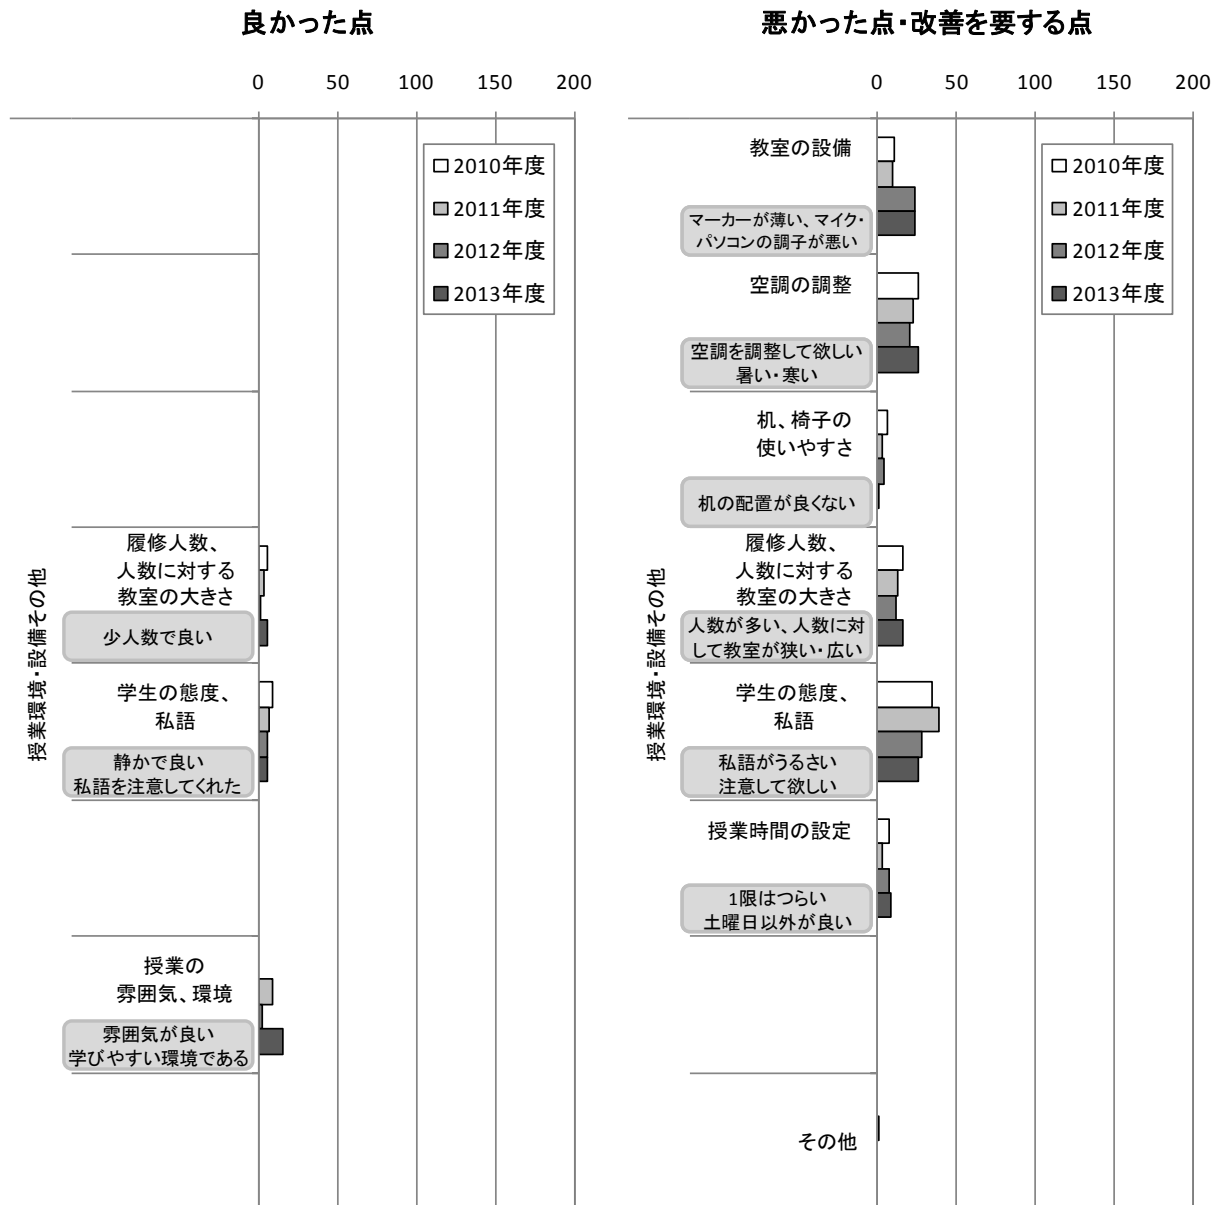 良かった点
0 50 100 150 200
2010年度
2011年度
2012年度
2013年度
授業環境・設備その他
履修人数、
人数に対する
教室の大きさ
少人数で良い
学生の態度、
私語
静かで良い
私語を注意してくれた
授業の
雰囲気、環境
雰囲気が良い
学びやすい環境である
悪かった点・改善を要する点
0 50 100 150 200
2010年度
2011年度
2012年度
2013年度
授業環境・設備その他
教室の設備
マーカーが薄い、マイク・
パソコンの調子が悪い
空調の調整
空調を調整して欲しい
暑い・寒い
机、椅子の
使いやすさ
机の配置が良くない
履修人数、
人数に対する
教室の大きさ
人数が多い、人数に対
して教室が狭い・広い
学生の態度、
私語
私語がうるさい
注意して欲しい
授業時間の設定
1限はつらい
土曜日以外が良い
その他